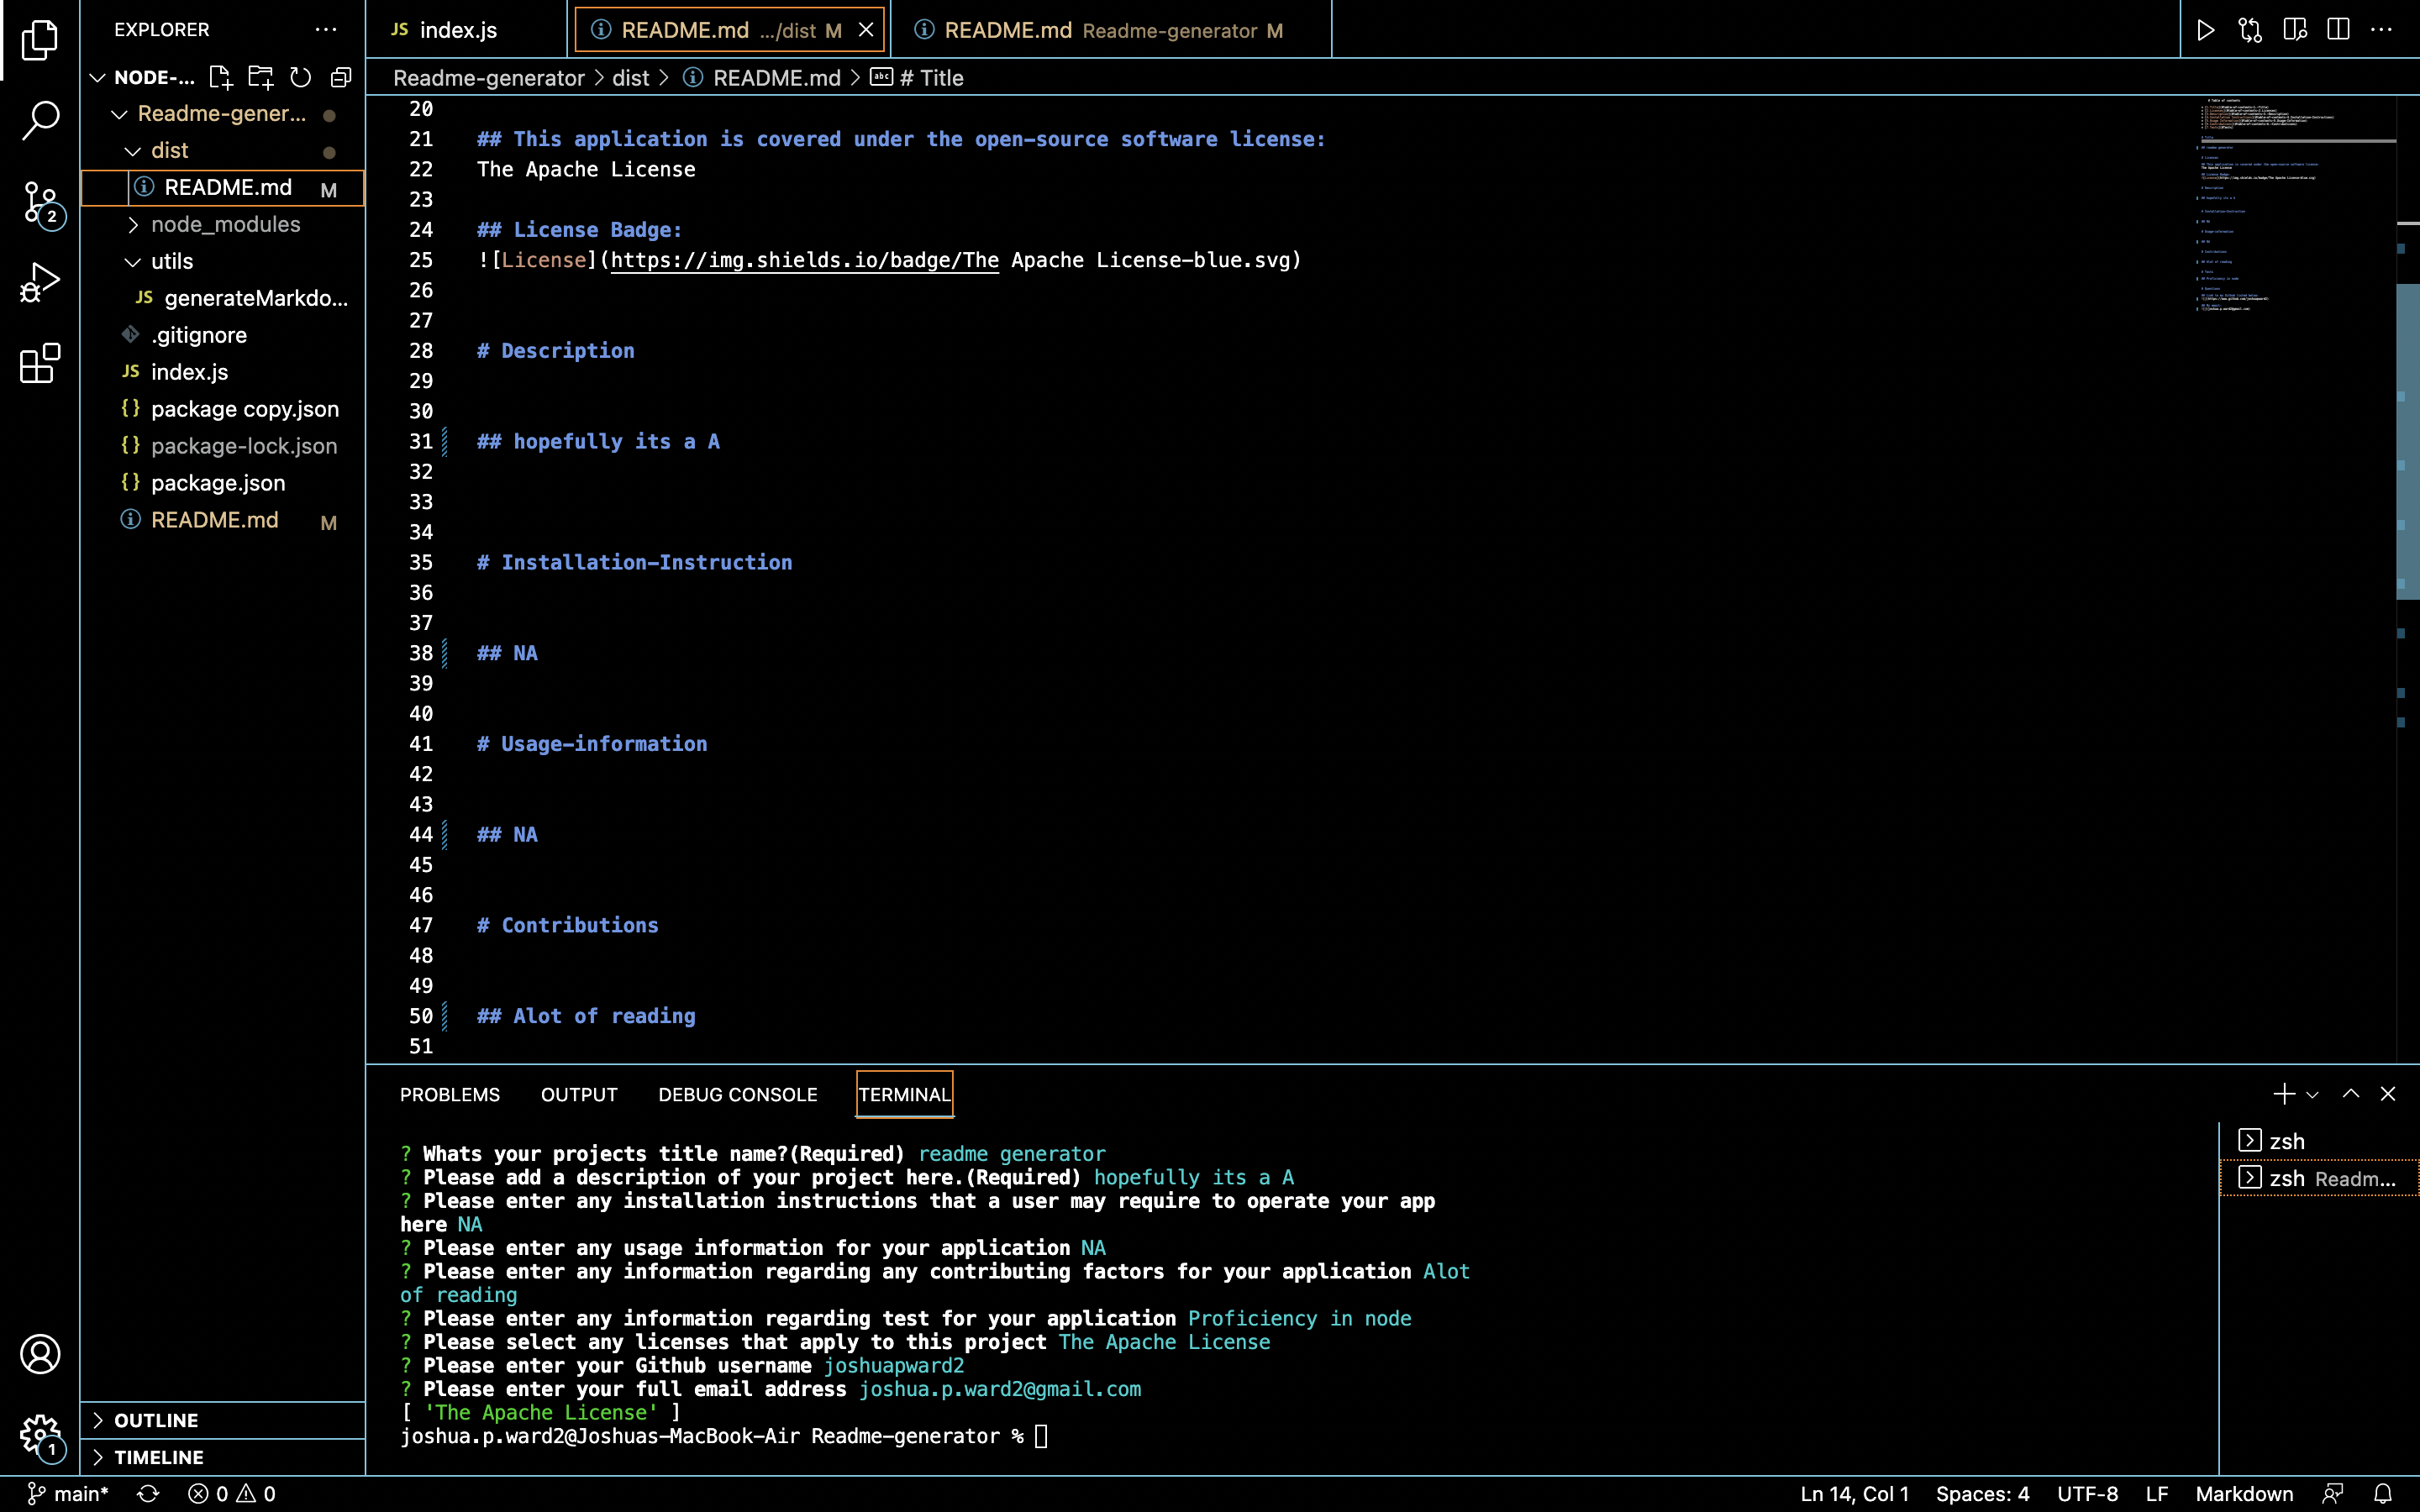 EXPLORER
JS index.js
README.md .../dist M
README.md Readme-generator M
NODE-...
Readme-generator > dist > README.md > # Title
Readme-gener...
dist
README.md M
node_modules
utils
JS generateMarkdo...
.gitignore
JS index.js
{} package copy.json
{} package-lock.json
{} package.json
README.md M
2
20
21 ## This application is covered under the open-source software license:
22 The Apache License
23
24 ## License Badge:
25 ![License](https://img.shields.io/badge/The Apache License-blue.svg)
26
27
28 # Description
29
30
31 ## hopefully its a A
32
33
34
35 # Installation-Instruction
36
37
38 ## NA
39
40
41 # Usage-information
42
43
44 ## NA
45
46
47 # Contributions
48
49
50 ## Alot of reading
51
PROBLEMS OUTPUT DEBUG CONSOLE TERMINAL
? Whats your projects title name?(Required) readme generator
? Please add a description of your project here.(Required) hopefully its a A
? Please enter any installation instructions that a user may require to operate your app
here NA
? Please enter any usage information for your application NA
? Please enter any information regarding any contributing factors for your application Alot
of reading
? Please enter any information regarding test for your application Proficiency in node
? Please select any licenses that apply to this project The Apache License
? Please enter your Github username joshuapward2
? Please enter your full email address joshua.p.ward2@gmail.com
[ 'The Apache License' ]
joshua.p.ward2@Joshuas-MacBook-Air Readme-generator %
zsh
zsh Readm...
OUTLINE
TIMELINE
1
main* 0 0
Ln 14, Col 1 Spaces: 4 UTF-8 LF Markdown